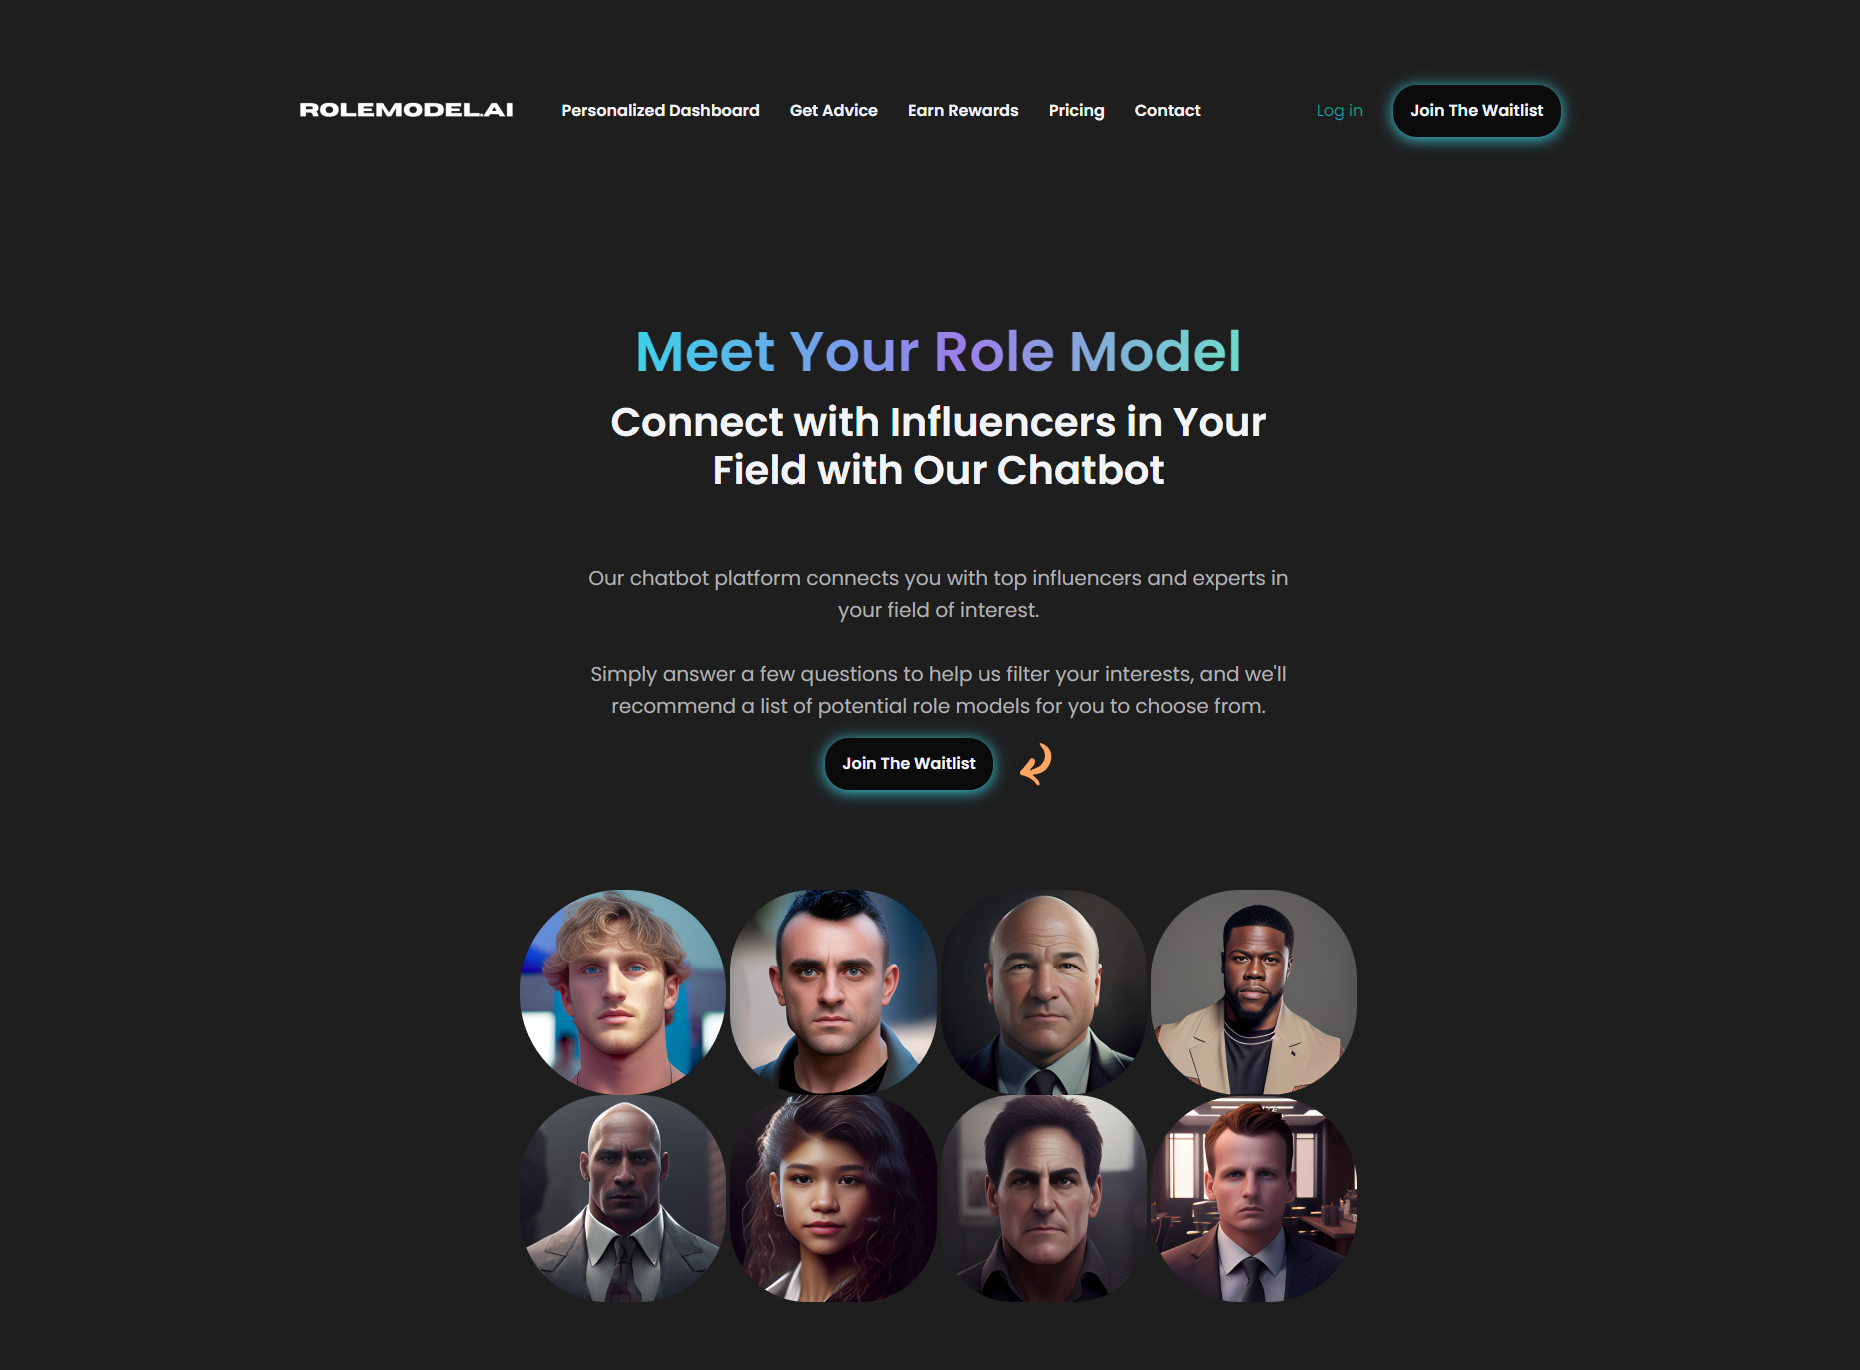 ROLEMODEL.AI
Personalized Dashboard
Get Advice
Earn Rewards
Pricing
Contact
Log in
Join The Waitlist
Meet Your Role Model
Connect with Influencers in Your
Field with Our Chatbot
Our chatbot platform connects you with top influencers and experts in
your field of interest.
Simply answer a few questions to help us filter your interests, and we'll
recommend a list of potential role models for you to choose from.
Join The Waitlist